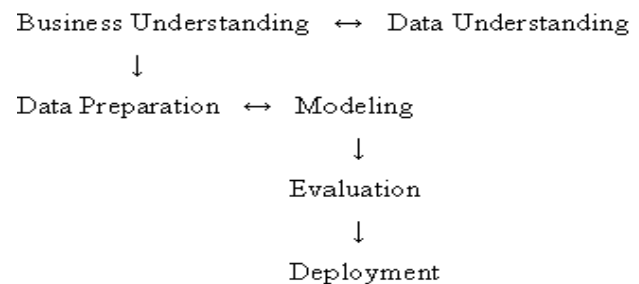 Business Understanding ↔ Data Understanding
↓
Data Preparation ↔ Modeling
↓
Evaluation
↓
Deployment